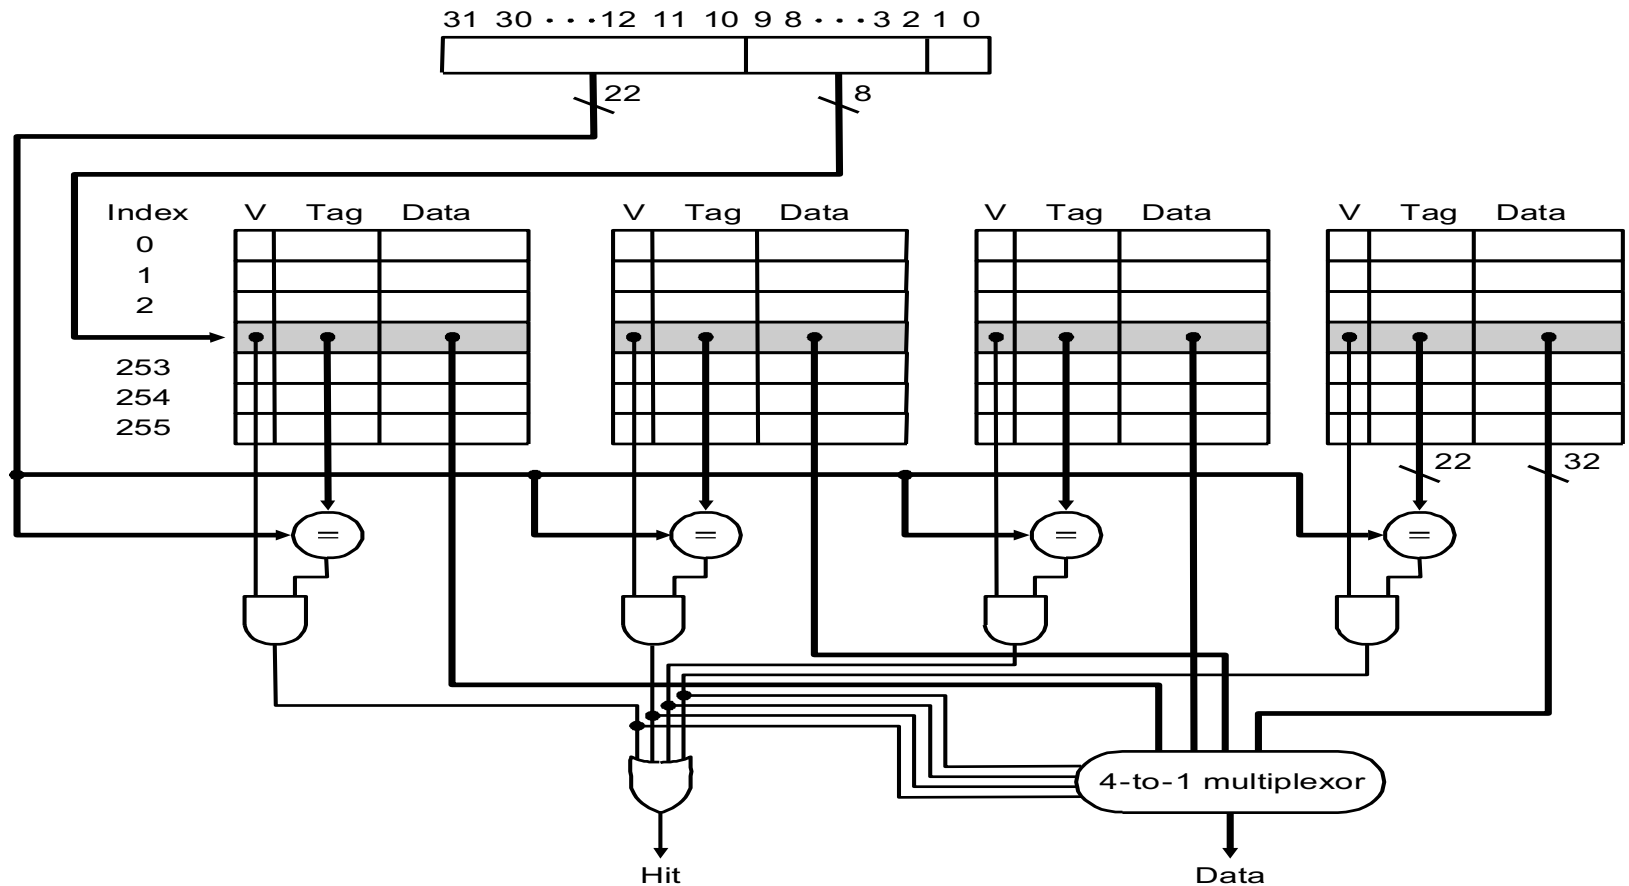 31 30 · · · 12 11 10 9 8 · · · 3 2 1 0
22
8
Index V Tag Data V Tag Data V Tag Data V Tag Data
0
1
2
253
254
255
22
32
= = = =
4-to-1 multiplexor
Hit
Data